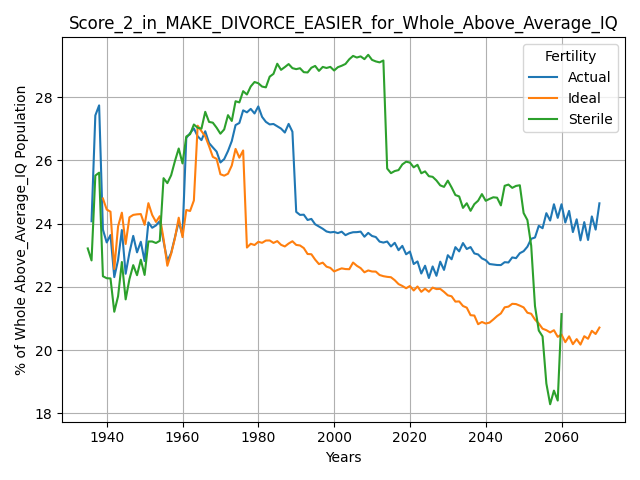 Score_2_in_MAKE_DIVORCE_EASIER_for_Whole_Above_Average_IQ
% of Whole Above_Average_IQ Population
28
26
24
22
20
18
Fertility
Actual
Ideal
Sterile
1940 1960 1980 2000 2020 2040 2060
Years